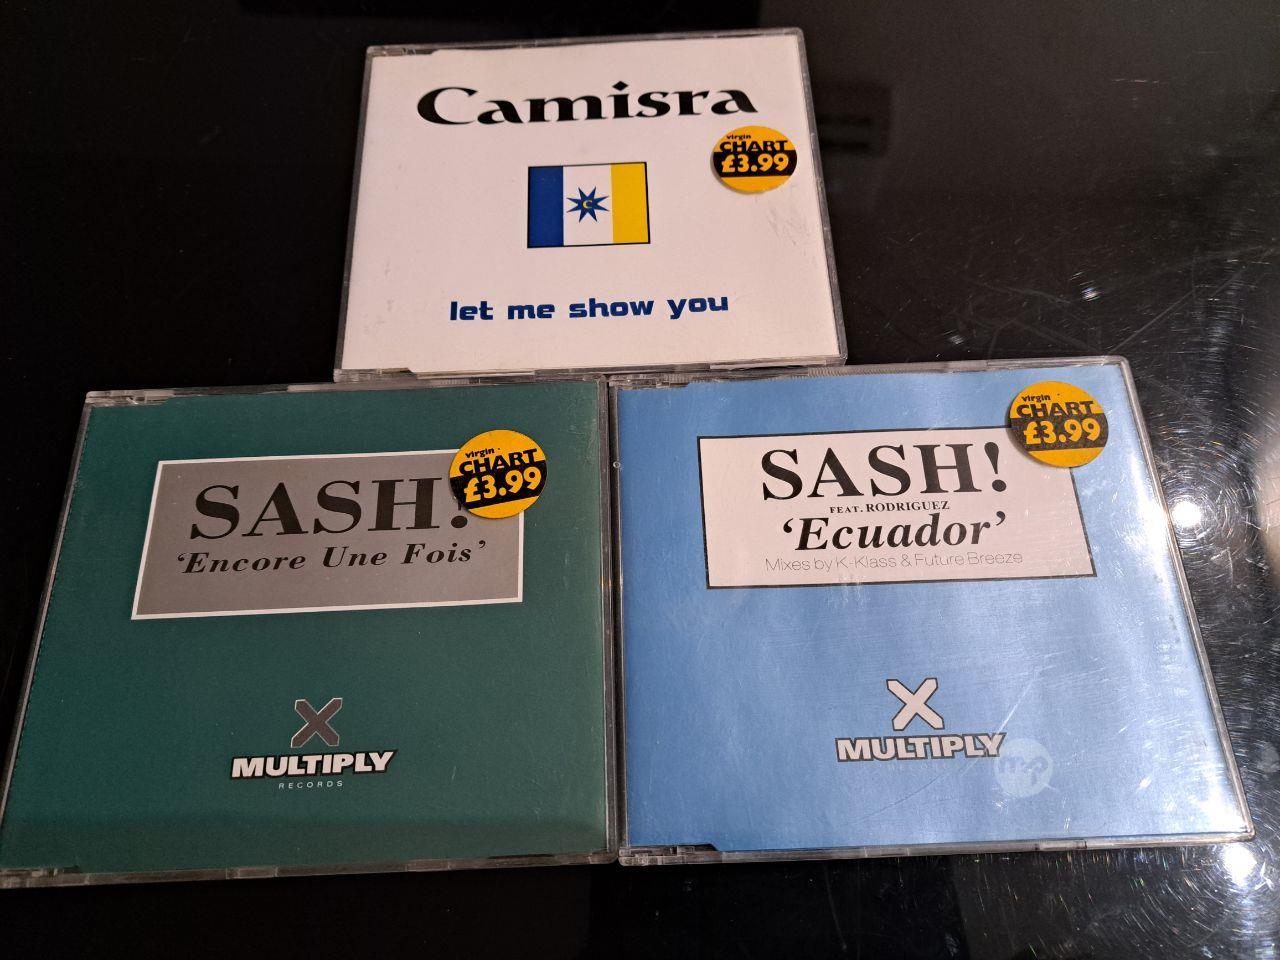 Camisra
virgin
CHART
£3.99
C
let me show you
SASH!
'Encore Une Fois'
virgin
CHART
£3.99
MULTIPLY
RECORDS
SASH!
FEAT. RODRIGUEZ
'Ecuador'
Mixes by K-Klass & Future Breeze
virgin
CHART
£3.99
MULTIPLY
RECORDS